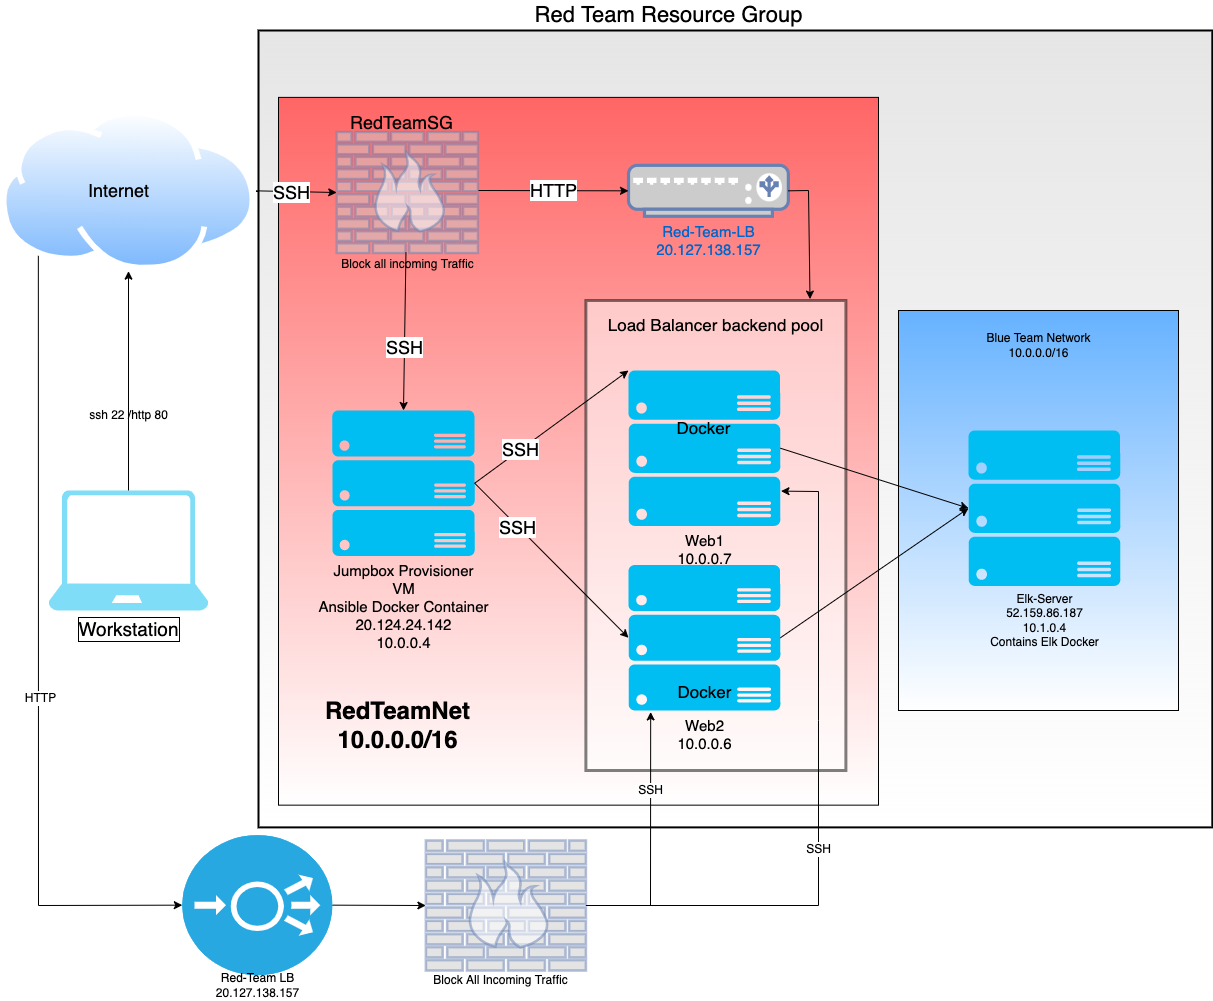 Red Team Resource Group
RedTeamSG
Internet
SSH
HTTP
Red-Team-LB
20.127.138.157
Block all incoming Traffic
Load Balancer backend pool
Blue Team Network
10.0.0.0/16
SSH
ssh 22 /http 80
Docker
SSH
SSH
Web1
10.0.0.7
Jumpbox Provisioner
VM
Ansible Docker Container
20.124.24.142
10.0.0.4
Elk-Server
52.159.86.187
10.1.0.4
Contains Elk Docker
Workstation
HTTP
RedTeamNet
10.0.0.0/16
Docker
Web2
10.0.0.6
SSH
SSH
Red-Team LB
20.127.138.157
Block All Incoming Traffic